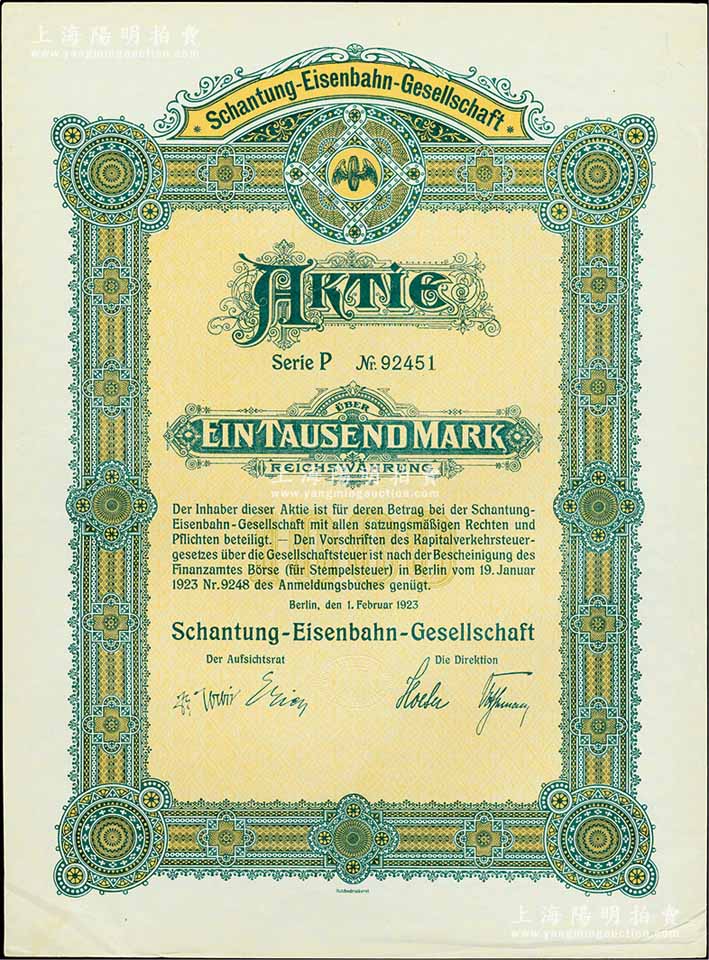 上海陽明拍賣
www.yangmingauction.com
Schantung-Eisenbahn-Gesellschaft
AKTIE
Serie P Nr. 92451
ÜBER
EIN TAUSEND MARK
REICHSWÄHRUNG
上海陽明拍賣
www.yangmingauction.com
Der Inhaber dieser Aktie ist für deren Betrag bei der Schantung-
Eisenbahn-Gesellschaft mit allen satzungsmäßigen Rechten und
Pflichten beteiligt. — Den Vorschriften des Kapitalverkehrsteuer-
gesetzes über die Gesellschaftsteuer ist nach der Bescheinigung des
Finanzamtes Börse (für Stempelsteuer) in Berlin vom 19. Januar
1923 Nr. 9248 des Anmeldungsbuches genügt.
Berlin, den 1. Februar 1923
Schantung-Eisenbahn-Gesellschaft
Der Aufsichtsrat Die Direktion
Reichsdruckerei
上海陽明拍賣
www.yangmingauction.com